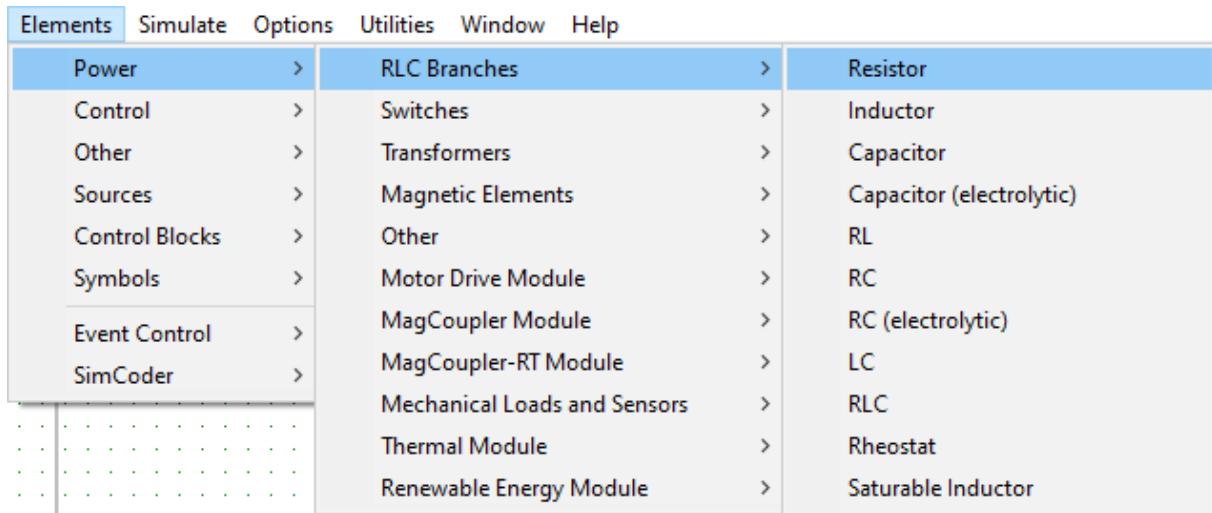 Elements Simulate Options Utilities Window Help
Power
Control
Other
Sources
Control Blocks
Symbols
Event Control
SimCoder
RLC Branches
Switches
Transformers
Magnetic Elements
Other
Motor Drive Module
MagCoupler Module
MagCoupler-RT Module
Mechanical Loads and Sensors
Thermal Module
Renewable Energy Module
Resistor
Inductor
Capacitor
Capacitor (electrolytic)
RL
RC
RC (electrolytic)
LC
RLC
Rheostat
Saturable Inductor